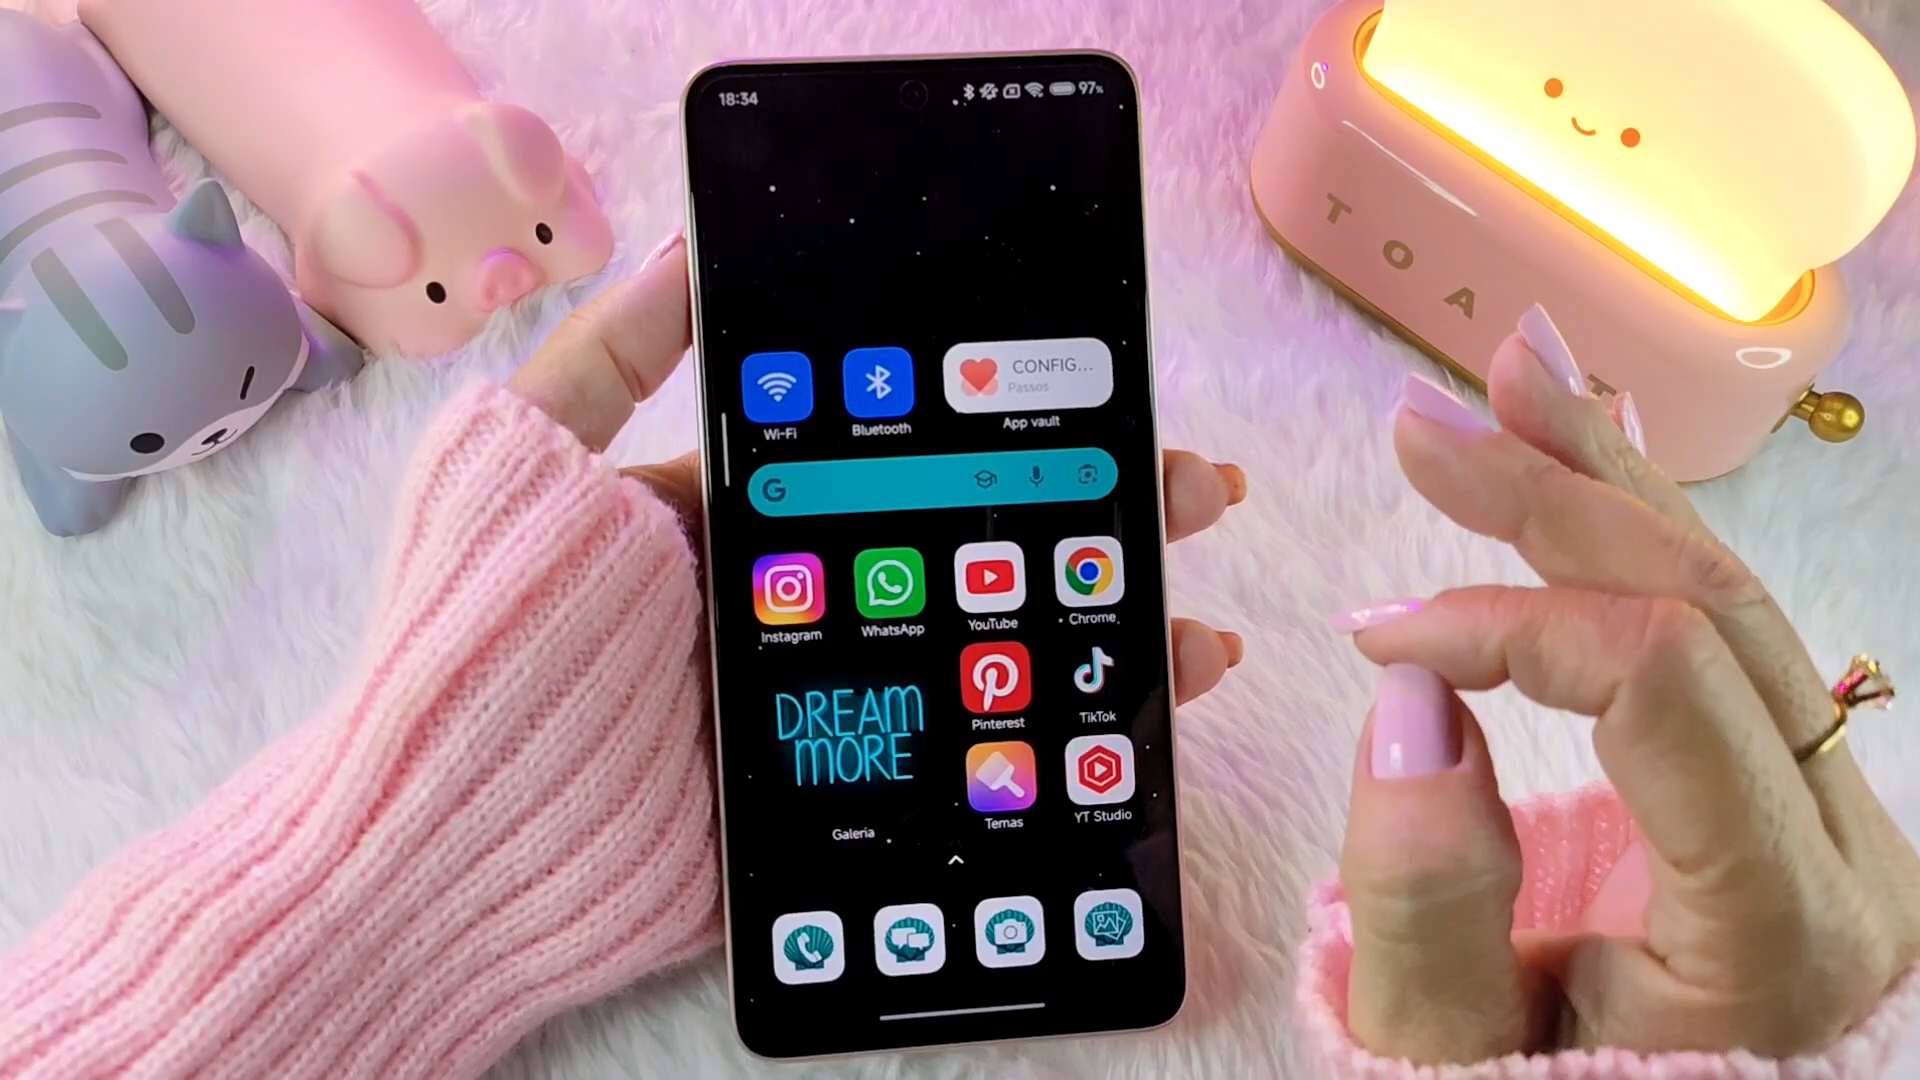 18:34
97%
TOAST
CONFIG...
Passos
Wi-Fi
Bluetooth
App vault
G
Instagram
WhatsApp
YouTube
Chrome
DREAM
MORE
Pinterest
TikTok
Galeria
Temas
YT Studio